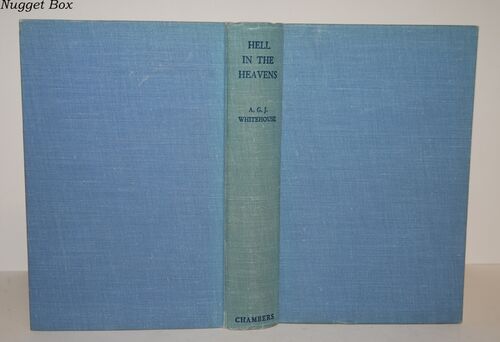 Nugget Box
HELL
IN THE
HEAVENS
A. G. J.
WHITEHOUSE
CHAMBERS